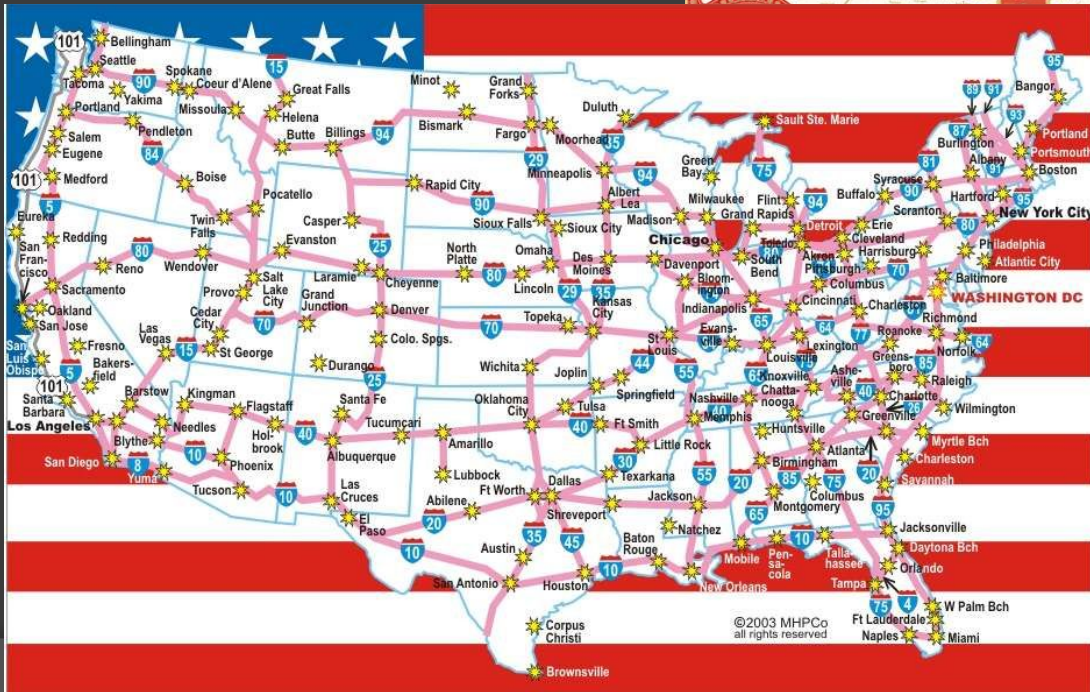 101
Bellingham
Seattle
Tacoma
90
Spokane
Coeur d'Alene
15
Great Falls
Yakima
Missoula
Helena
Minot
Grand
Forks
Duluth
Sault Ste. Marie
95
89
91
Bangor
93
Portland
Pendleton
Butte
Billings
94
Bismark
Fargo
Moorhead
35
87
Burlington
Portland
Portsmouth
Salem
Eugene
84
29
Minneapolis
94
Green
Bay
75
81
Albany
91
Boston
101
Medford
5
Boise
Pocatello
Rapid City
90
Albert
Lea
Milwaukee
Flint
94
Buffalo
Syracuse
90
Hartford
95
Eureka
Twin
Falls
Casper
Sioux Falls
Sioux City
Madison
Grand Rapids
Detroit
Erie
Scranton
80
New York City
San
Fran-
cisco
Redding
80
Reno
Wendover
Evanston
25
Laramie
Cheyenne
North
Platte
80
Omaha
Lincoln
Des
Moines
Chicago
Davenport
80
South
Bend
Toledo
Akron
Cleveland
Pittsburgh
Harrisburg
70
Philadelphia
Atlantic City
Sacramento
Oakland
San Jose
Provo
Salt
Lake
City
Grand
Junction
29
35
Kansas
City
Bloom-
ington
Columbus
Baltimore
WASHINGTON DC
Las
Vegas
Cedar
City
70
Denver
70
Topeka
Indianapolis
65
Cincinnati
Charleston
Richmond
San
Luis
Obispo
Fresno
Bakers-
field
15
St George
Colo. Spgs.
St
Louis
Evans-
ville
64
77
Roanoke
Norfolk
64
Louisville
Lexington
75
5
101
Durango
25
Wichita
Joplin
44
Springfield
55
Knoxville
Ashe-
ville
Greens-
boro
85
Raleigh
Santa
Barbara
Barstow
Kingman
Flagstaff
Santa Fe
Tucumcari
Oklahoma
City
Tulsa
Nashville
40
Chatta-
nooga
40
Charlotte
26
Wilmington
Los Angeles
Needles
Blythe
10
Hol-
brook
40
Albuquerque
Amarillo
40
Ft Smith
Memphis
Huntsville
Greenville
Myrtle Bch
San Diego
8
Yuma
Phoenix
Lubbock
Little Rock
30
Texarkana
Birmingham
Atlanta
Charleston
Tucson
10
Las
Cruces
Abilene
Ft Worth
Dallas
55
20
85
75
20
Savannah
El
Paso
20
Shreveport
Jackson
65
Montgomery
Columbus
95
10
Austin
35
45
Natchez
Baton
Rouge
Mobile
Pen-
sa-
cola
10
Talla-
hassee
Jacksonville
Daytona Bch
San Antonio
Houston
10
New Orleans
Orlando
Tampa
75
4
W Palm Bch
Corpus
Christi
©2003 MHPCo
all rights reserved
Ft Lauderdale
Naples
Miami
Brownsville